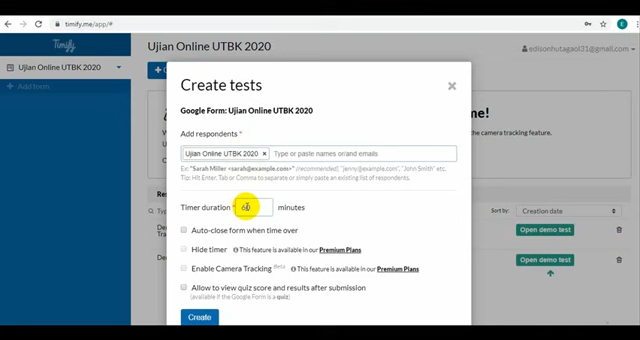 timify.me/app/#
E
Timify
Ujian Online UTBK 2020
edisonhutagaol31@gmail.com
Ujian Online UTBK 2020
Add form
Create tests
Google Form: Ujian Online UTBK 2020
Add respondents *
Ujian Online UTBK 2020 × Type or paste names or/and emails
Ex: "Sarah Miller <sarah@example.com>" (recommended), "jenny@example.com", "John Smith" etc.
Tip: Hit Enter, Tab or Comma to separate or simply paste an existing list of respondents.
Timer duration * 60 minutes
Auto-close form when time over
Hide timer This feature is available in our Premium Plans
Enable Camera Tracking Beta This feature is available in our Premium Plans
Allow to view quiz score and results after submission
(available if the Google Form is a quiz)
Create
me!
the camera tracking feature.
Sort by: Creation date
Open demo test
Open demo test